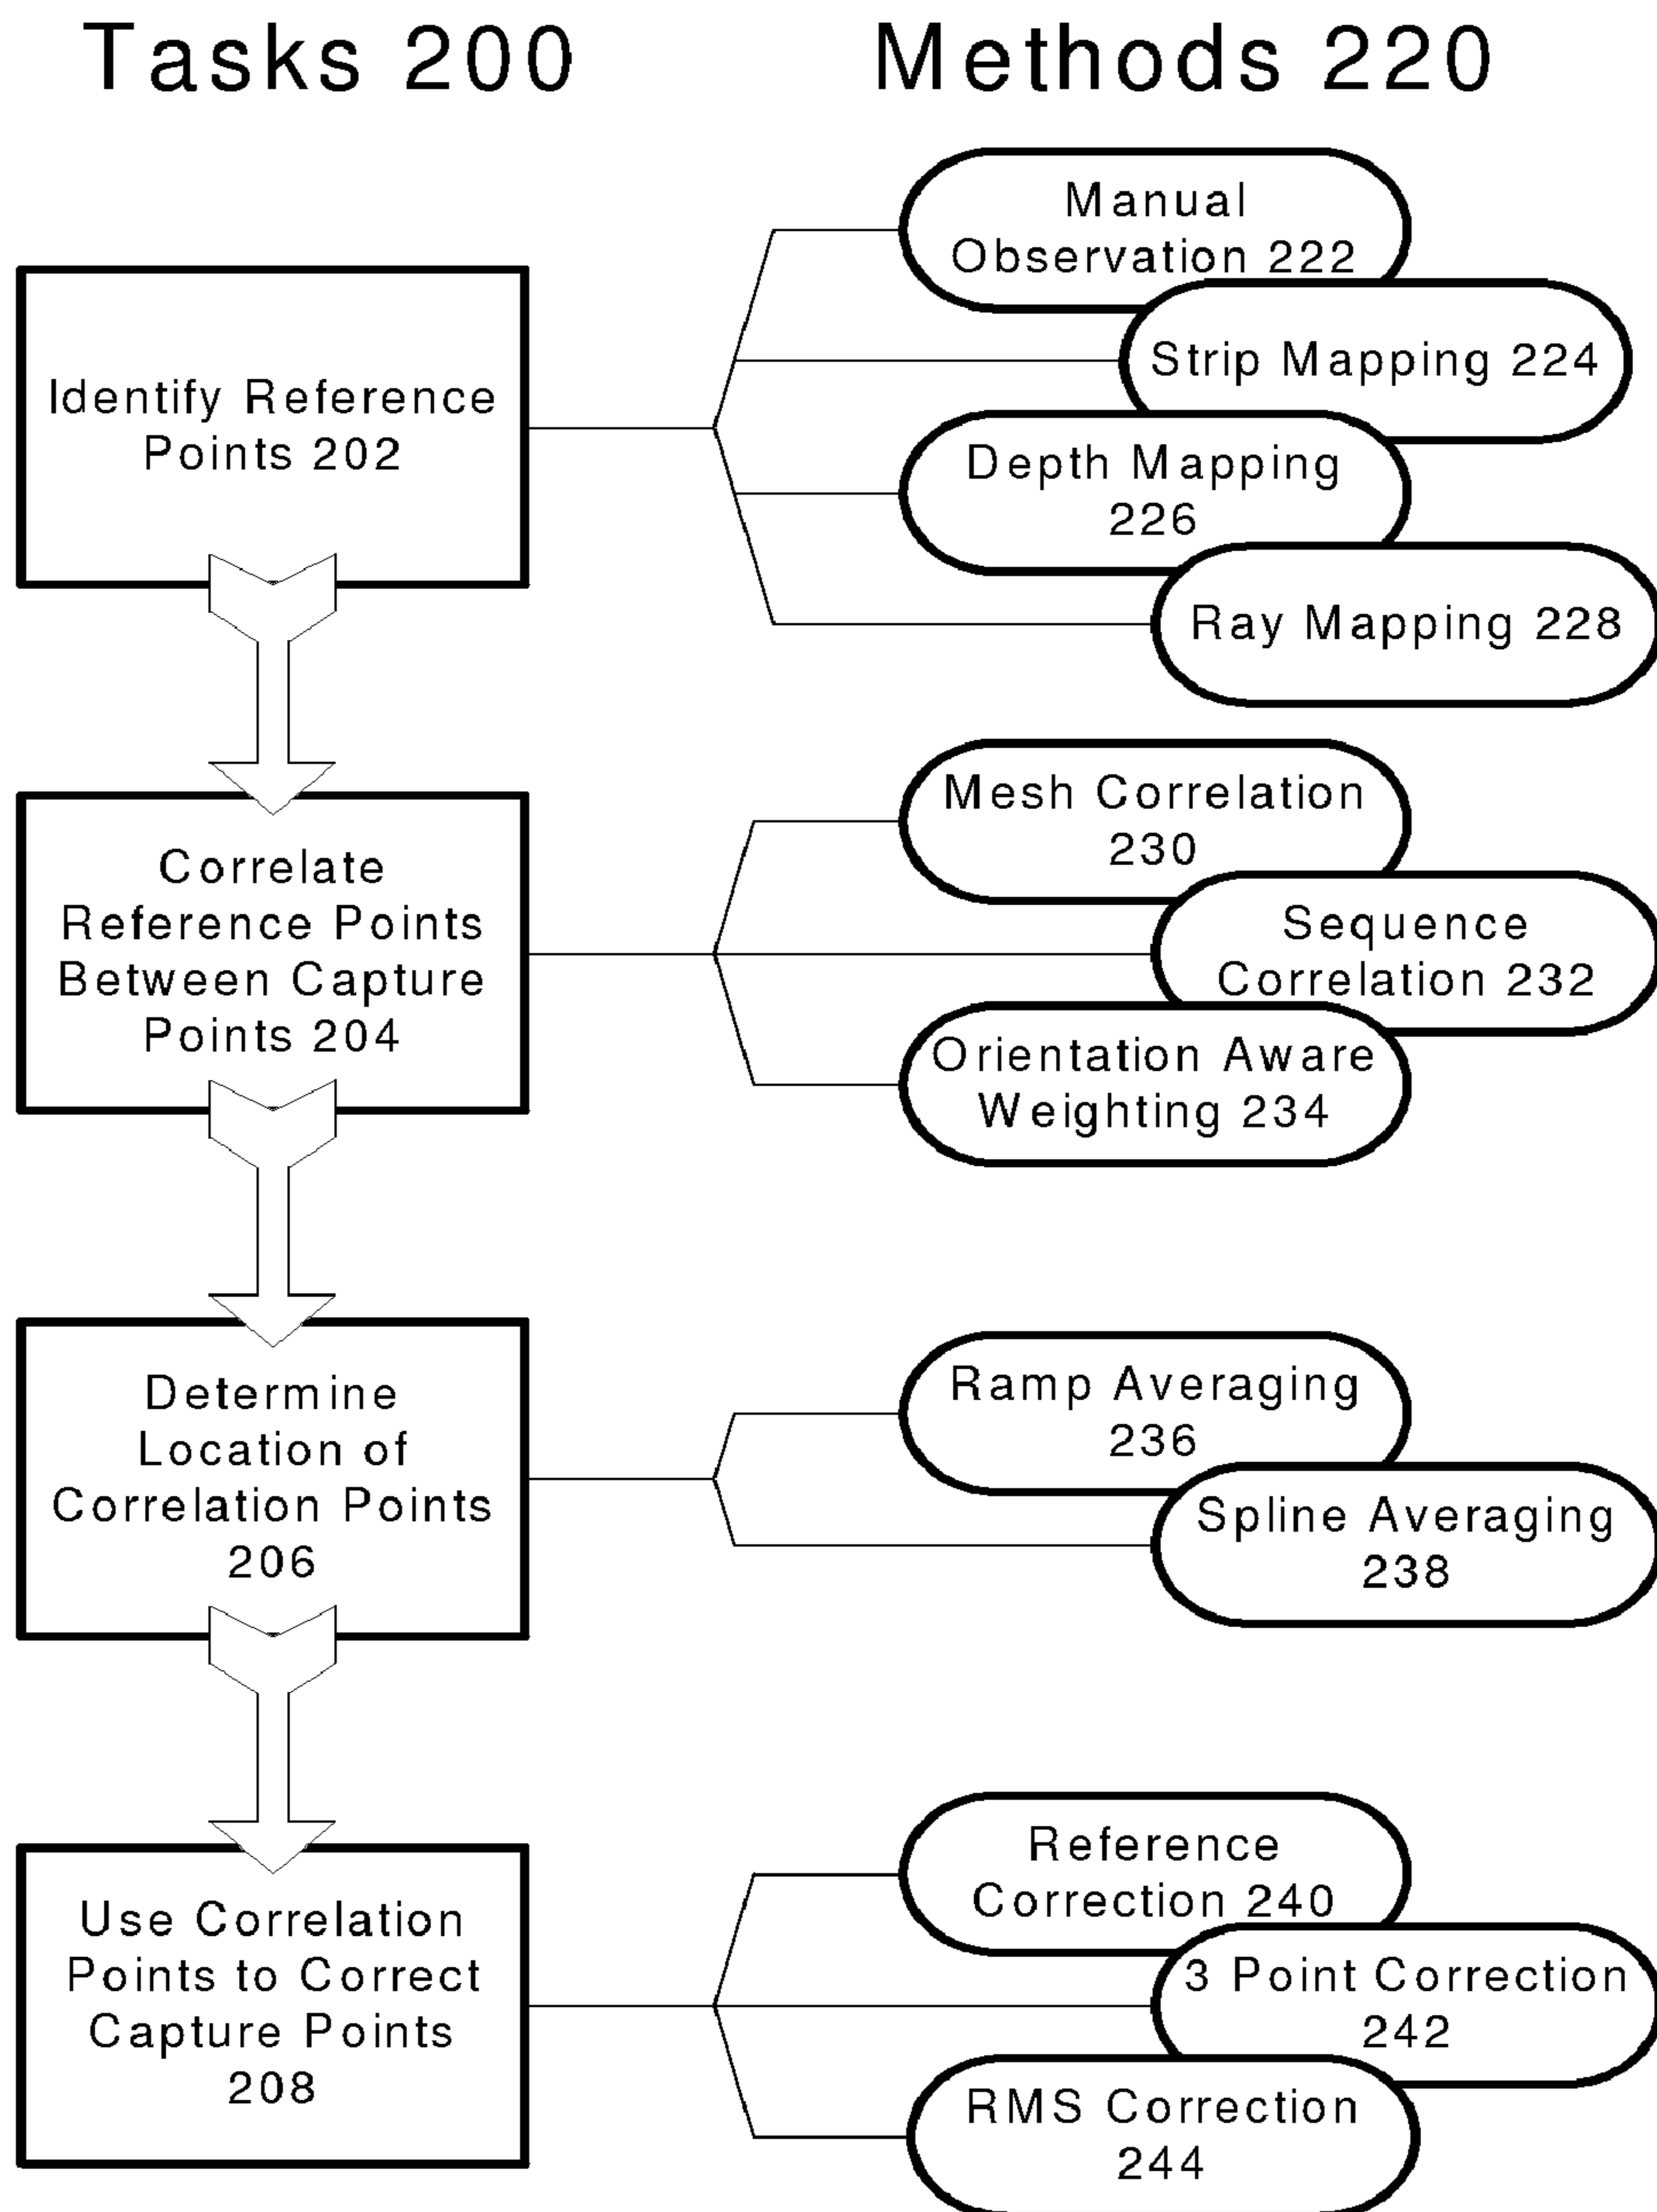 Tasks 200
Methods 220
Identify Reference
Points 202
Manual
Observation 222
Strip Mapping 224
Depth Mapping
226
Ray Mapping 228
Correlate
Reference Points
Between Capture
Points 204
Mesh Correlation
230
Sequence
Correlation 232
Orientation Aware
Weighting 234
Determine
Location of
Correlation Points
206
Ramp Averaging
236
Spline Averaging
238
Use Correlation
Points to Correct
Capture Points
208
Reference
Correction 240
3 Point Correction
242
RMS Correction
244